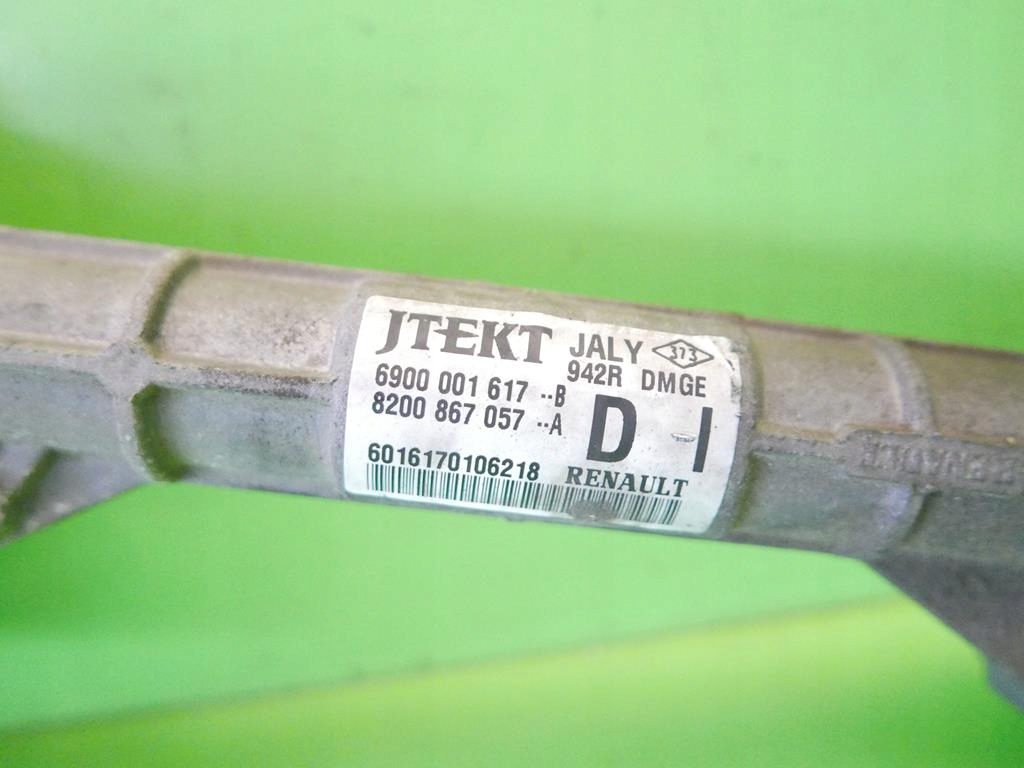 JTEKT JALY 373
942R DMGE
6900 001 617 --B
8200 867 057 --A
D I
6016170106218 RENAULT